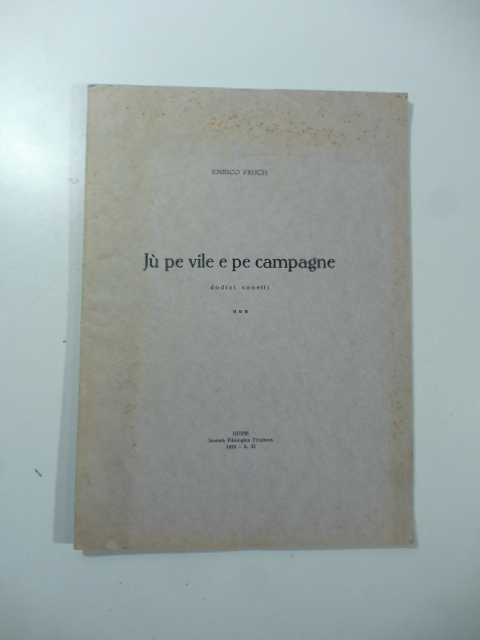 ENRICO FRUCH
Jù pe vile e pe campagne
dodici sonetti
UDINE
Società Filologica Friulana
A.